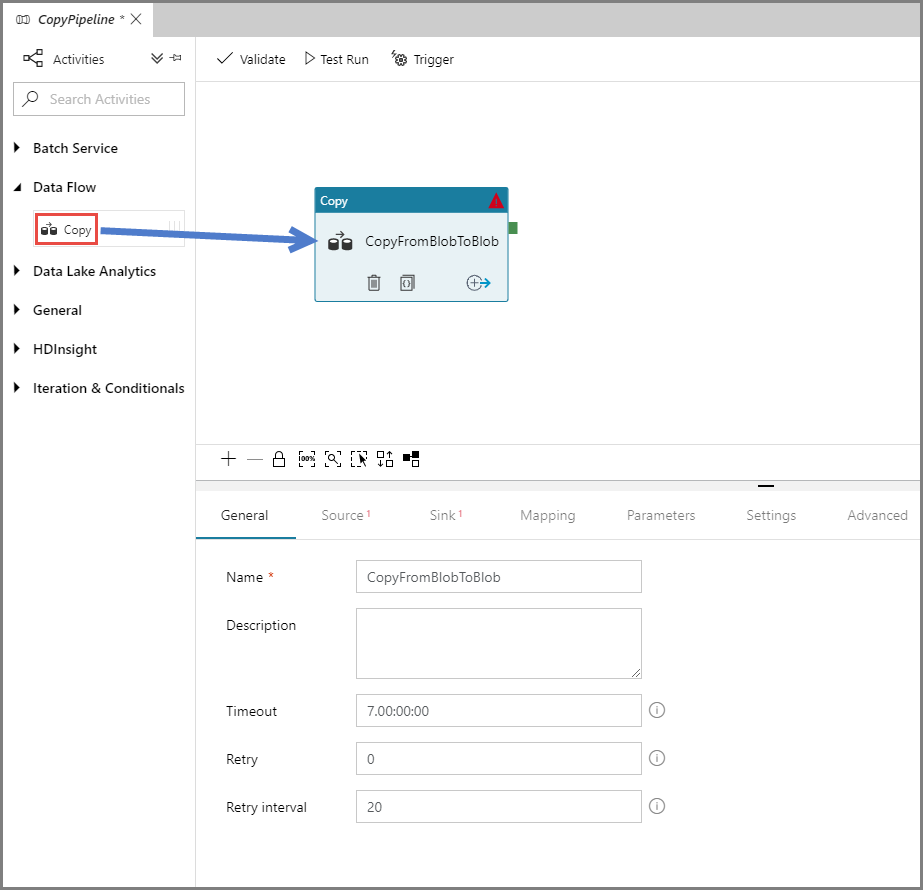 CopyPipeline *
Activities
Search Activities
Batch Service
Data Flow
Copy
Data Lake Analytics
General
HDInsight
Iteration & Conditionals
Validate
Test Run
Trigger
Copy
CopyFromBlobToBlob
100%
General
Source 1
Sink 1
Mapping
Parameters
Settings
Advanced
Name *
CopyFromBlobToBlob
Description
Timeout
7.00:00:00
Retry
0
Retry interval
20